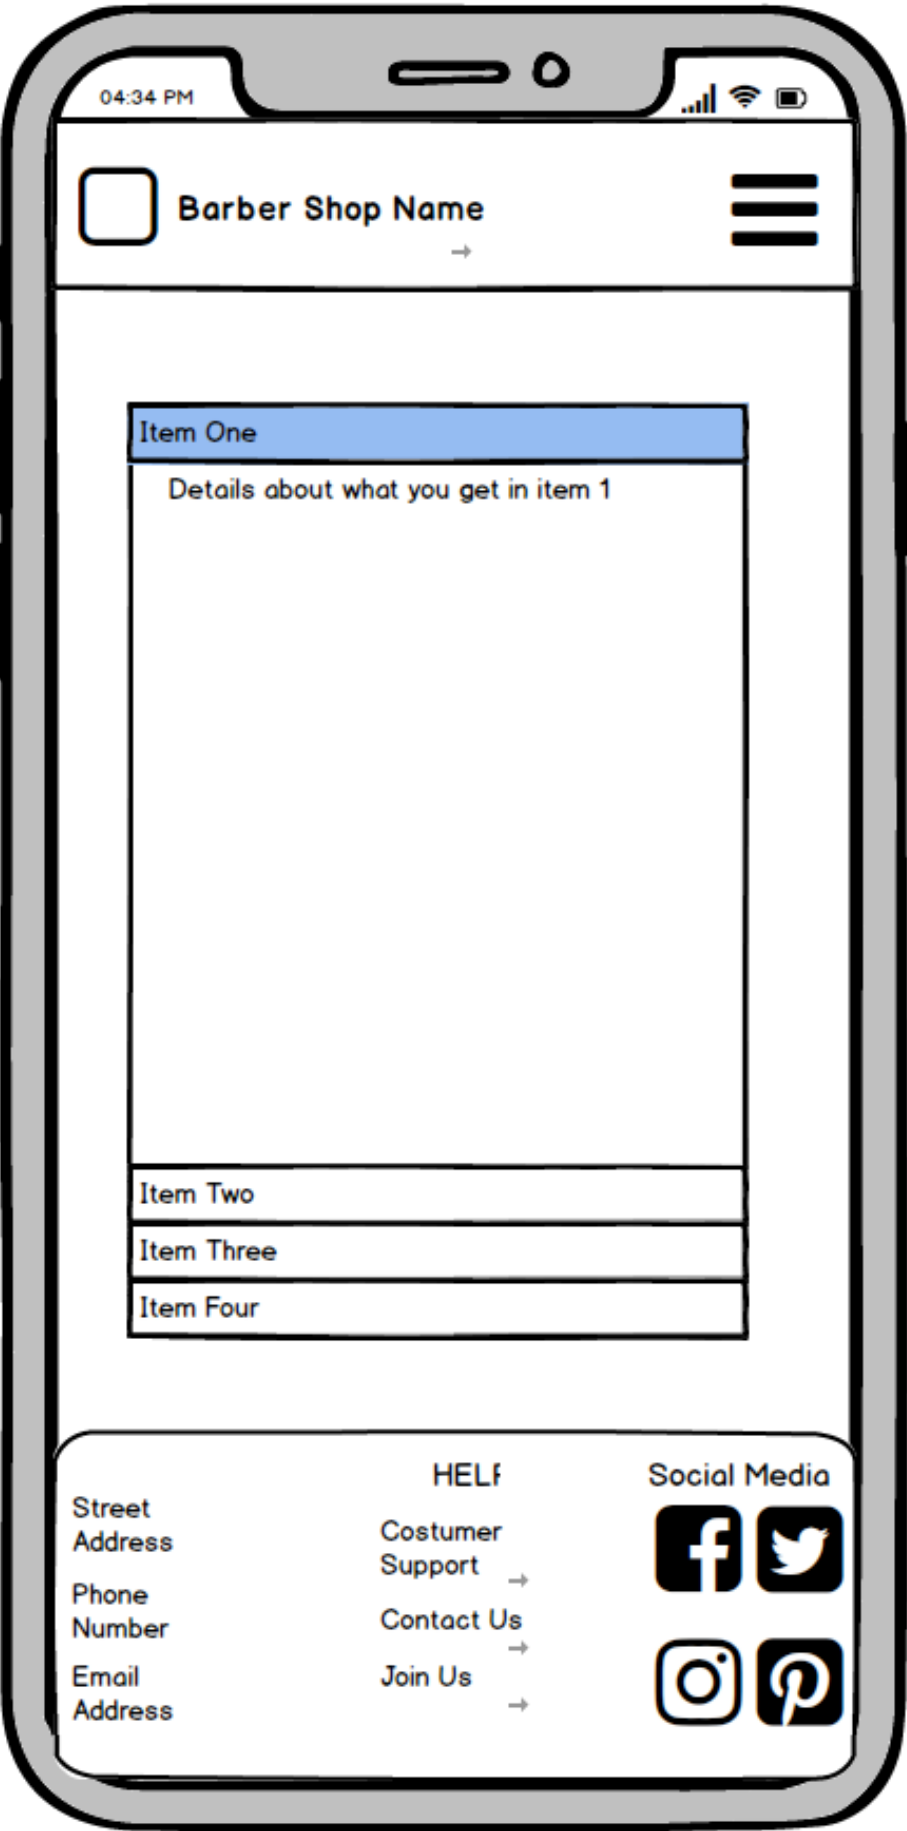 04:34 PM
Barber Shop Name
Item One
Details about what you get in item 1
Item Two
Item Three
Item Four
Street
Address
Phone
Number
Email
Address
HELP
Costumer
Support
Contact Us
Join Us
Social Media